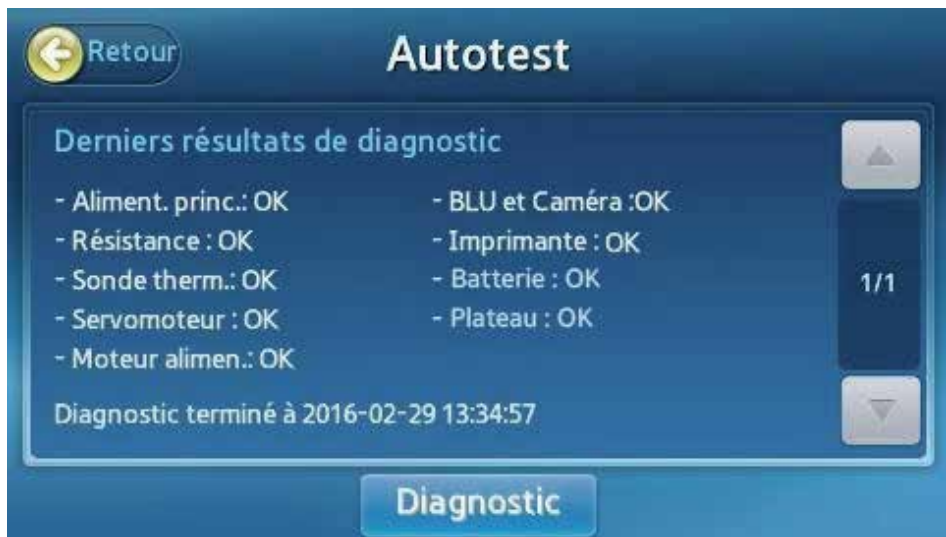 Retour
Autotest
Derniers résultats de diagnostic
- Aliment. princ.: OK
- Résistance : OK
- Sonde therm.: OK
- Servomoteur : OK
- Moteur alimen.: OK
- BLU et Caméra :OK
- Imprimante : OK
- Batterie : OK
- Plateau : OK
1/1
Diagnostic terminé à 2016-02-29 13:34:57
Diagnostic